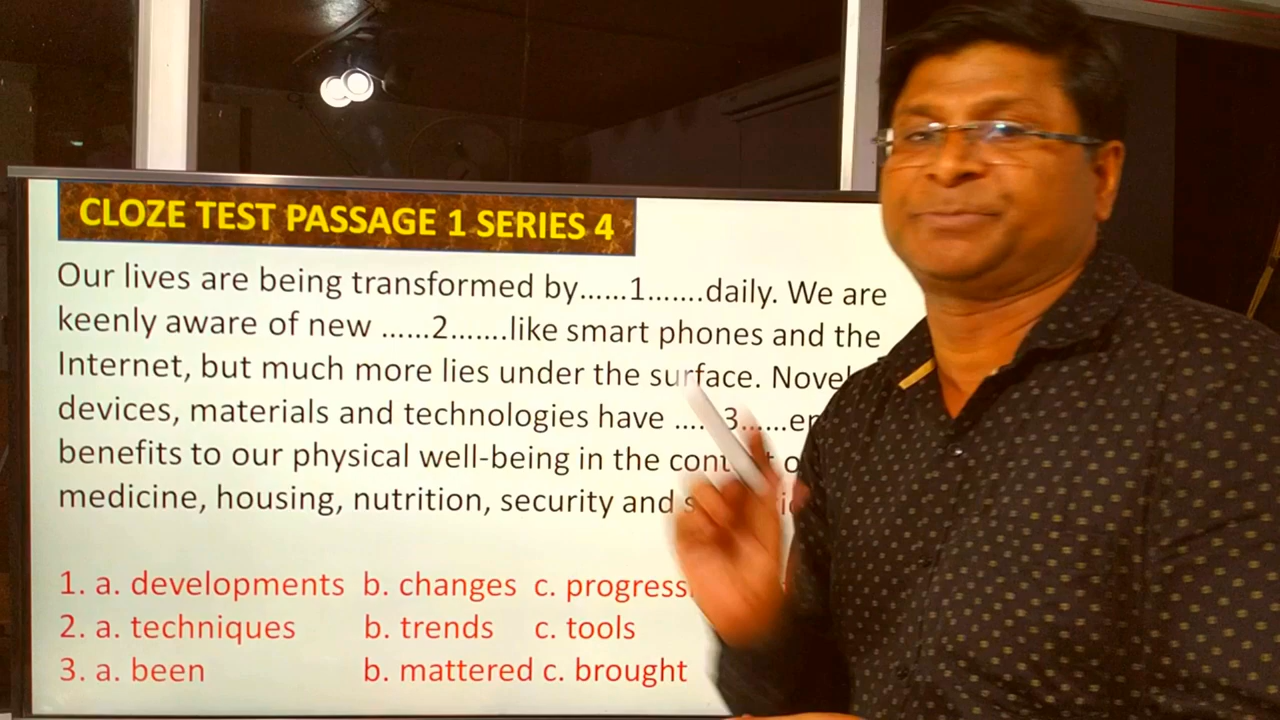 CLOZE TEST PASSAGE 1 SERIES 4
Our lives are being transformed by......1.......daily. We are
keenly aware of new ......2.......like smart phones and the
Internet, but much more lies under the surface. Novel
devices, materials and technologies have .... 3......
benefits to our physical well-being in the
medicine, housing, nutrition, security and
1. a. developments b. changes c. progress
2. a. techniques b. trends c. tools
3. a. been b. mattered c. brought